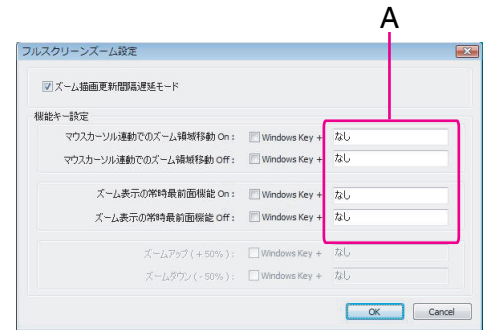 A
フルスクリーンズーム設定
ズーム描画更新間隔遅延モード
機能キー設定
マウスカーソル連動でのズーム領域移動 On : Windows Key + なし
マウスカーソル連動でのズーム領域移動 Off : Windows Key + なし
ズーム表示の常時最前面機能 On : Windows Key + なし
ズーム表示の常時最前面機能 Off : Windows Key + なし
ズームアップ ( + 50% ) : Windows Key + なし
ズームダウン ( - 50% ) : Windows Key + なし
OK Cancel